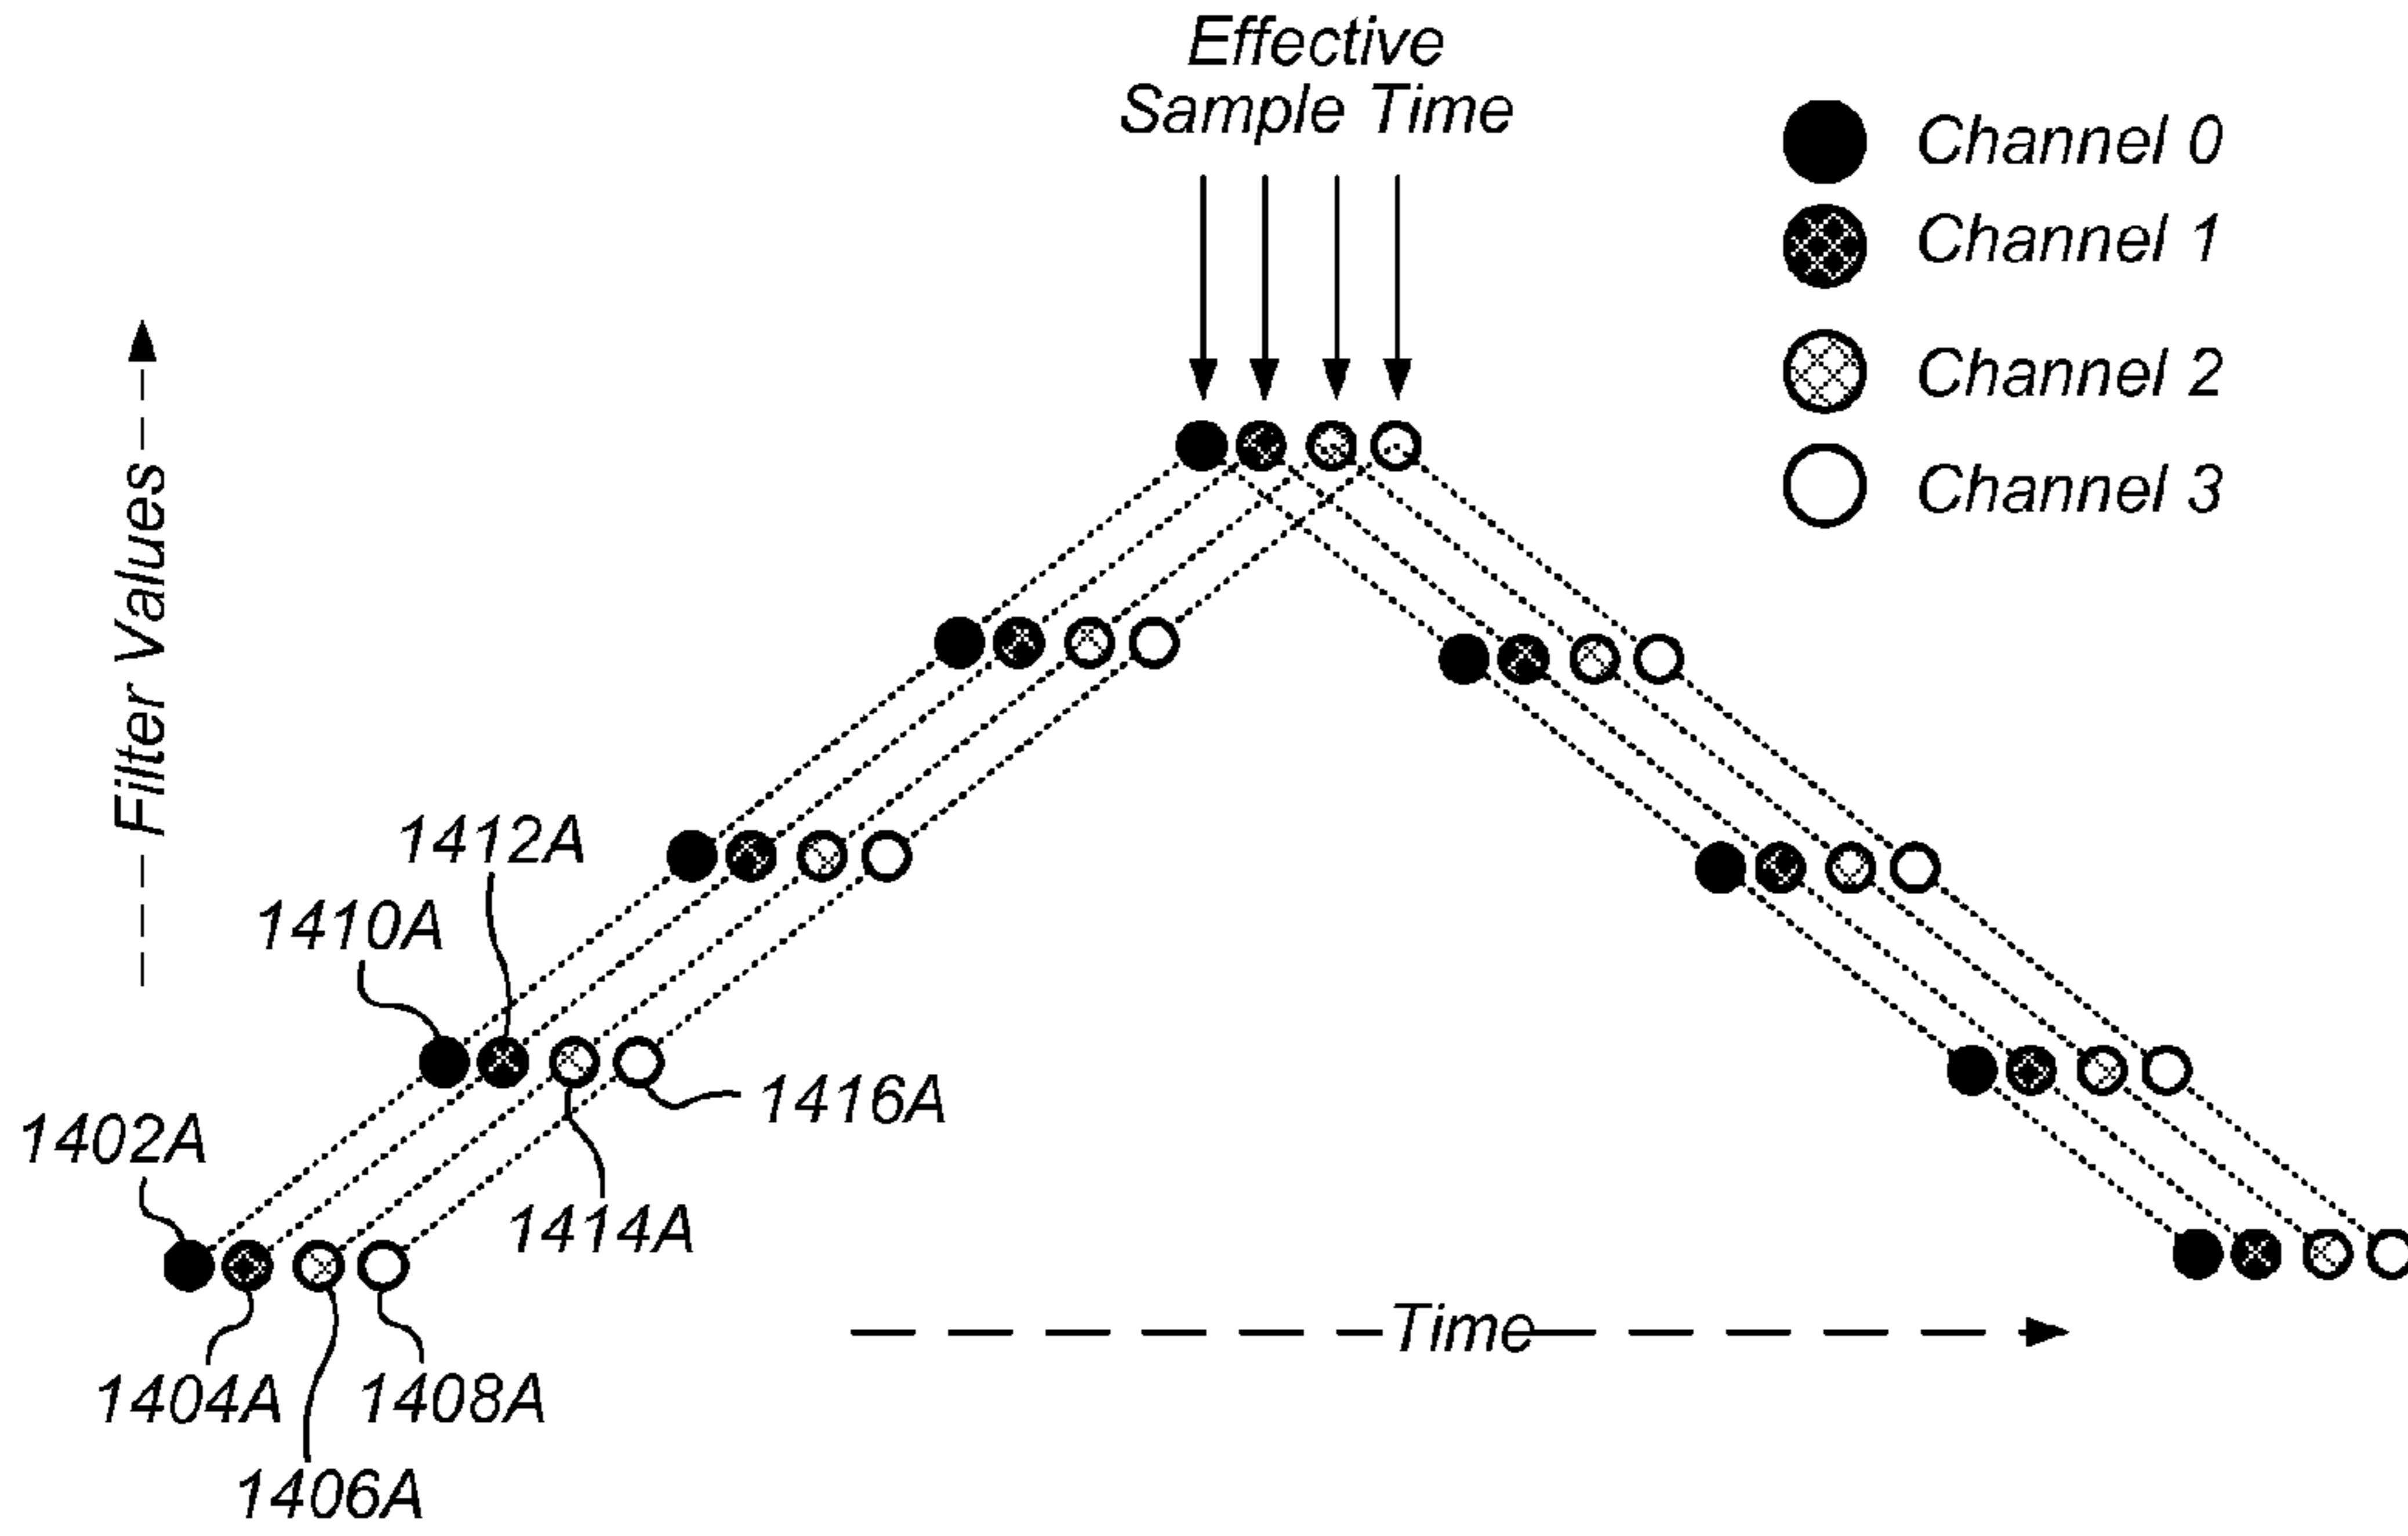 Effective
Sample Time
Channel 0
Channel 1
Channel 2
Channel 3
Filter Values
1412A
1410A
1416A
1402A
1414A
Time
1404A
1408A
1406A